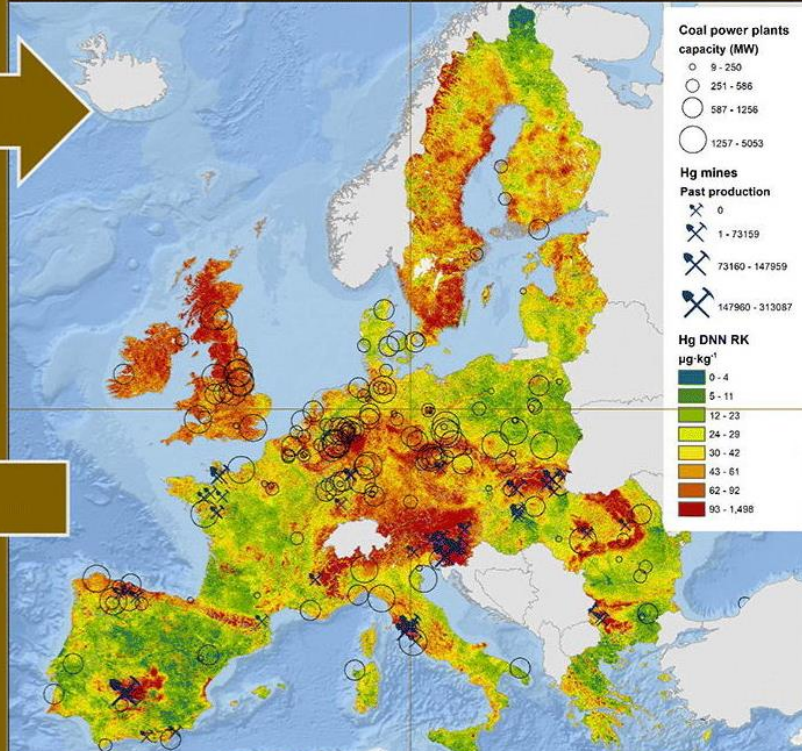 Coal power plants
capacity (MW)
9 - 250
251 - 586
587 - 1256
1257 - 5053
Hg mines
Past production
0
1 - 73159
73160 - 147959
147960 - 313087
Hg DNN RK
µg·kg⁻¹
0 - 4
5 - 11
12 - 23
24 - 29
30 - 42
43 - 61
62 - 92
93 - 1,498